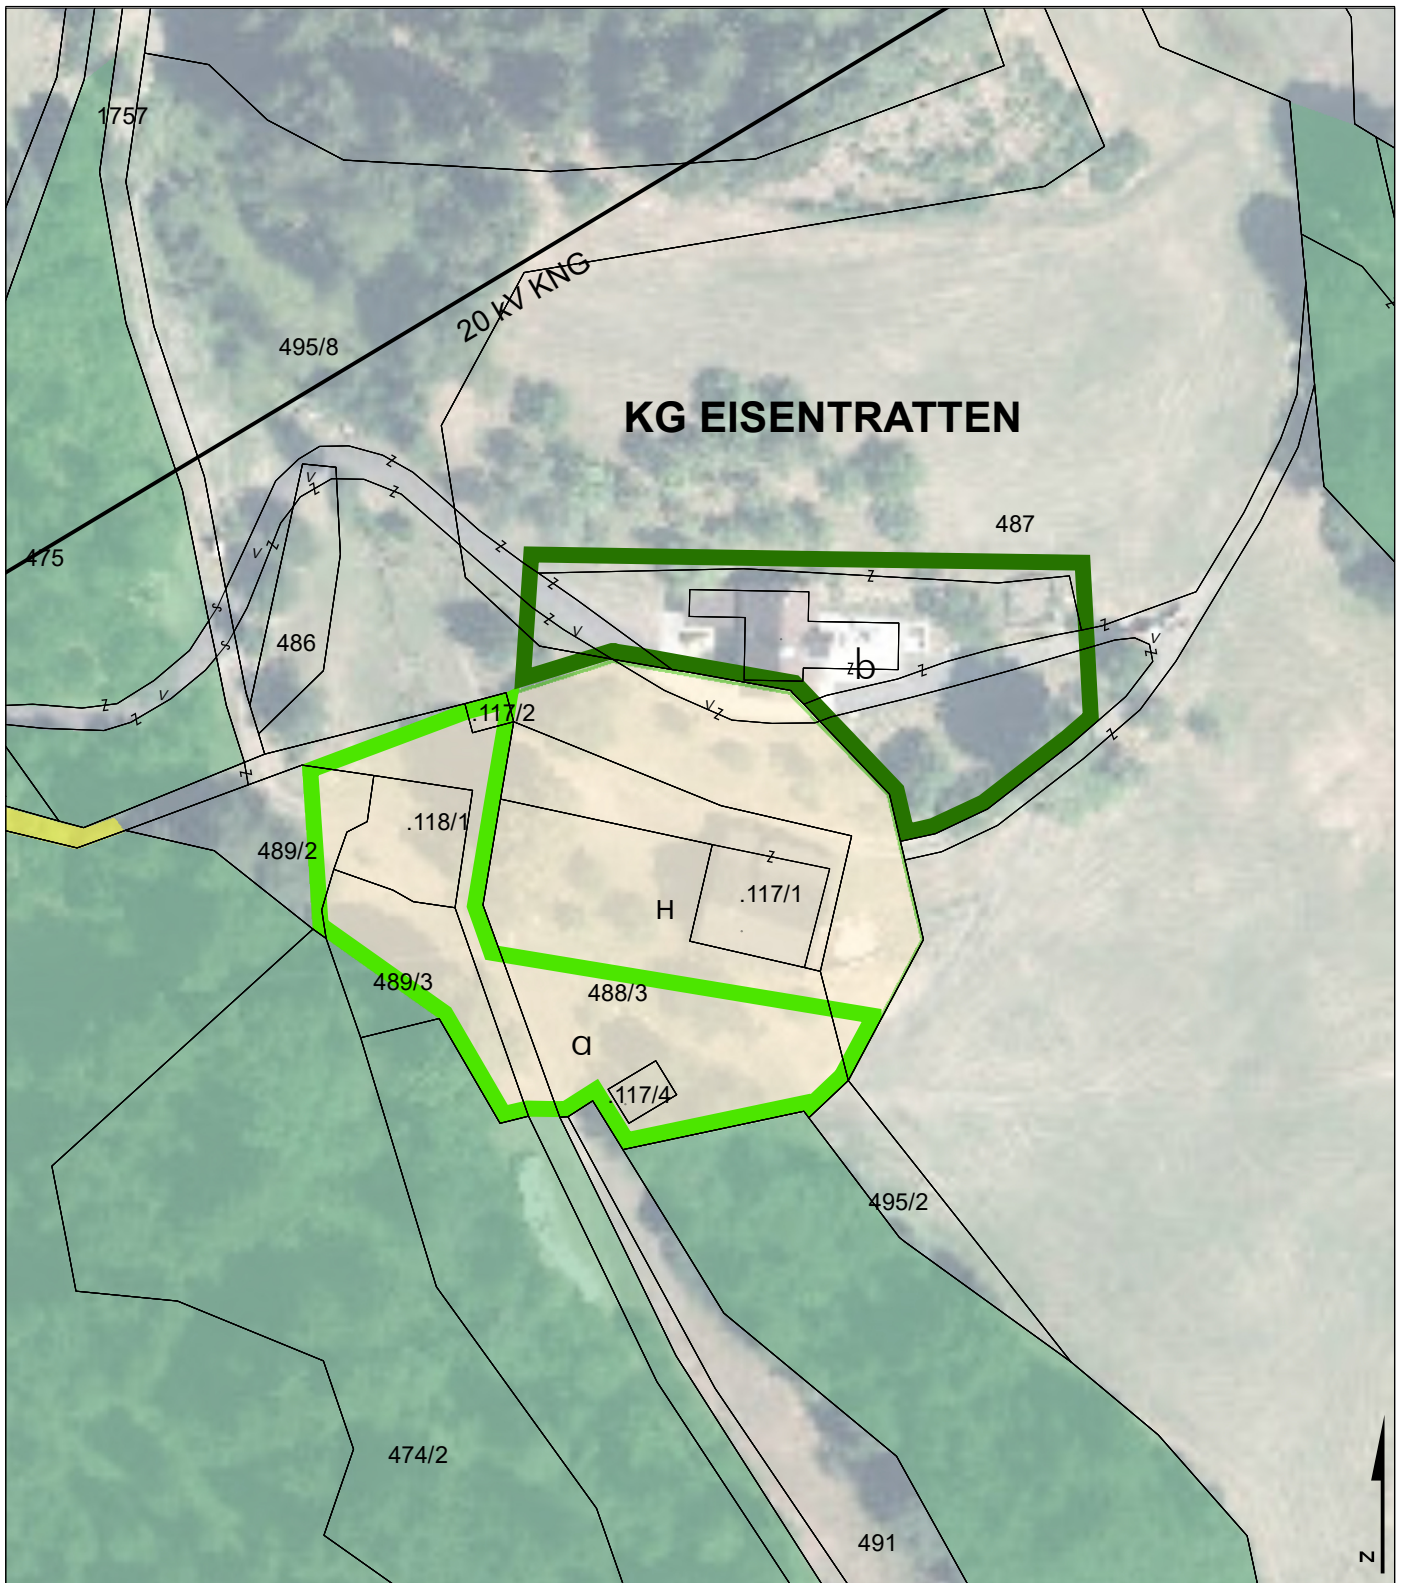 1757
20 kV KNG
495/8
KG EISENTRATTEN
487
475
486
b
.117/2
.118/1
489/2
.117/1
H
489/3
488/3
a
.117/4
495/2
474/2
491
N